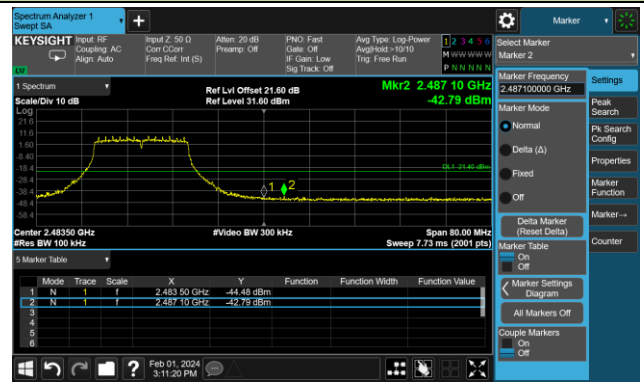 Spectrum Analyzer 1
Swept SA
Marker
KEYSIGHT
Input: RF
Coupling: AC
Align: Auto
Input Z: 50 Ω
Corr CCorr
Freq Ref: Int (S)
Atten: 20 dB
Preamp: Off
PNO: Fast
Gate: Off
IF Gain: Low
Sig Track: Off
Avg Type: Log-Power
Avg|Hold:>10/10
Trig: Free Run
1 2 3 4 5 6
M W W W W W
P N N N N N
LW
Select Marker
Marker 2
1 Spectrum
Scale/Div 10 dB
Log
Ref Lvl Offset 21.60 dB
Ref Level 31.60 dBm
Mkr2 2.487 10 GHz
-42.79 dBm
21.6
11.6
1.60
-8.40
-18.4
-28.4
-38.4
-48.4
-58.4
DL1 -21.40 dBm
1
2
Center 2.48350 GHz
#Res BW 100 kHz
#Video BW 300 kHz
Span 80.00 MHz
Sweep 7.73 ms (2001 pts)
5 Marker Table
Mode Trace Scale X Y Function Function Width Function Value
1 N 1 f 2.483 50 GHz -44.48 dBm
2 N 1 f 2.487 10 GHz -42.79 dBm
3
4
5
6
Marker Frequency
2.487100000 GHz
Marker Mode
Normal
Delta (Δ)
Fixed
Off
Delta Marker
(Reset Delta)
Marker Table
On
Off
Marker Settings
Diagram
All Markers Off
Couple Markers
On
Off
Settings
Peak
Search
Pk Search
Config
Properties
Marker
Function
Marker→
Counter
?
Feb 01, 2024
3:11:20 PM